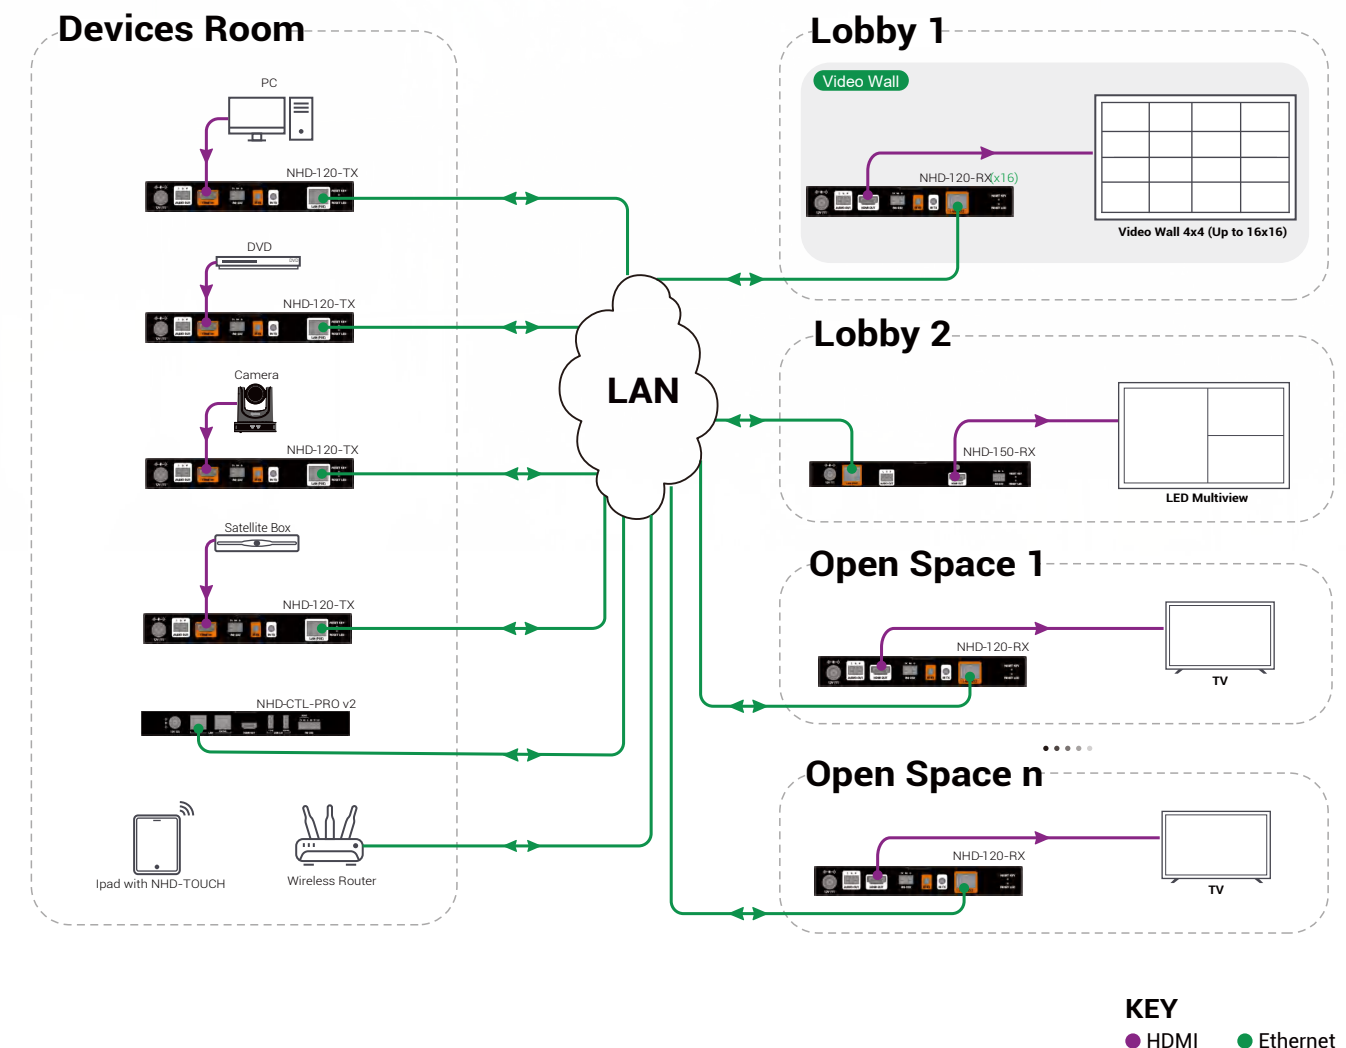 Devices Room
PC
NHD-120-TX
DVD
NHD-120-TX
Camera
NHD-120-TX
Satellite Box
NHD-120-TX
NHD-CTL-PRO v2
Ipad with NHD-TOUCH
Wireless Router
LAN
Lobby 1
Video Wall
NHD-120-RX(x16)
Video Wall 4x4 (Up to 16x16)
Lobby 2
NHD-150-RX
LED Multiview
Open Space 1
NHD-120-RX
TV
Open Space n
NHD-120-RX
TV
KEY
HDMI
Ethernet